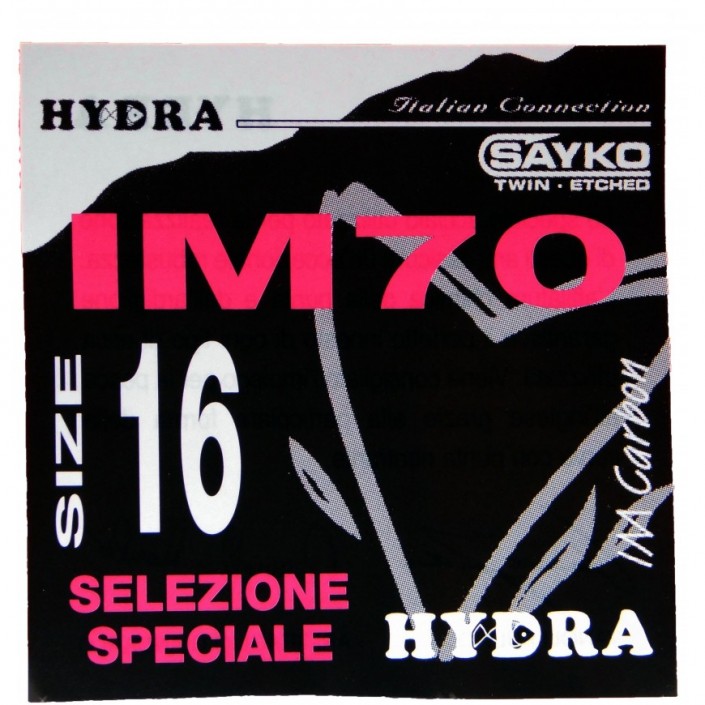 HYDRA
Italian Connection
SAYKO
TWIN · ETCHED
IM70
SIZE
16
IM Carbon
SELEZIONE
SPECIALE
HYDRA